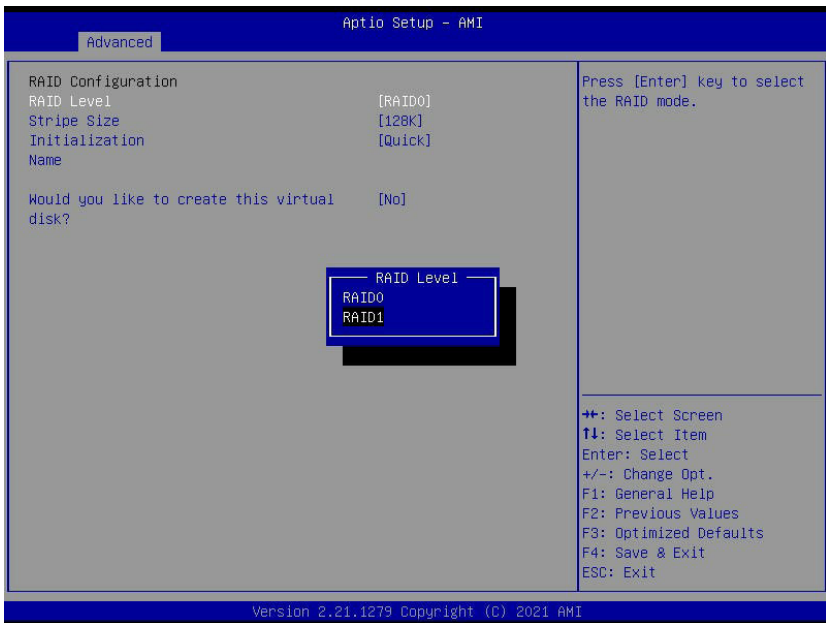 Aptio Setup - AMI
Advanced
RAID Configuration
RAID Level [RAID0]
Stripe Size [128K]
Initialization [Quick]
Name
Would you like to create this virtual [No]
disk?
RAID Level
RAID0
RAID1
Press [Enter] key to select
the RAID mode.
→←: Select Screen
↑↓: Select Item
Enter: Select
+/-: Change Opt.
F1: General Help
F2: Previous Values
F3: Optimized Defaults
F4: Save & Exit
ESC: Exit
Version 2.21.1279 Copyright (C) 2021 AMI